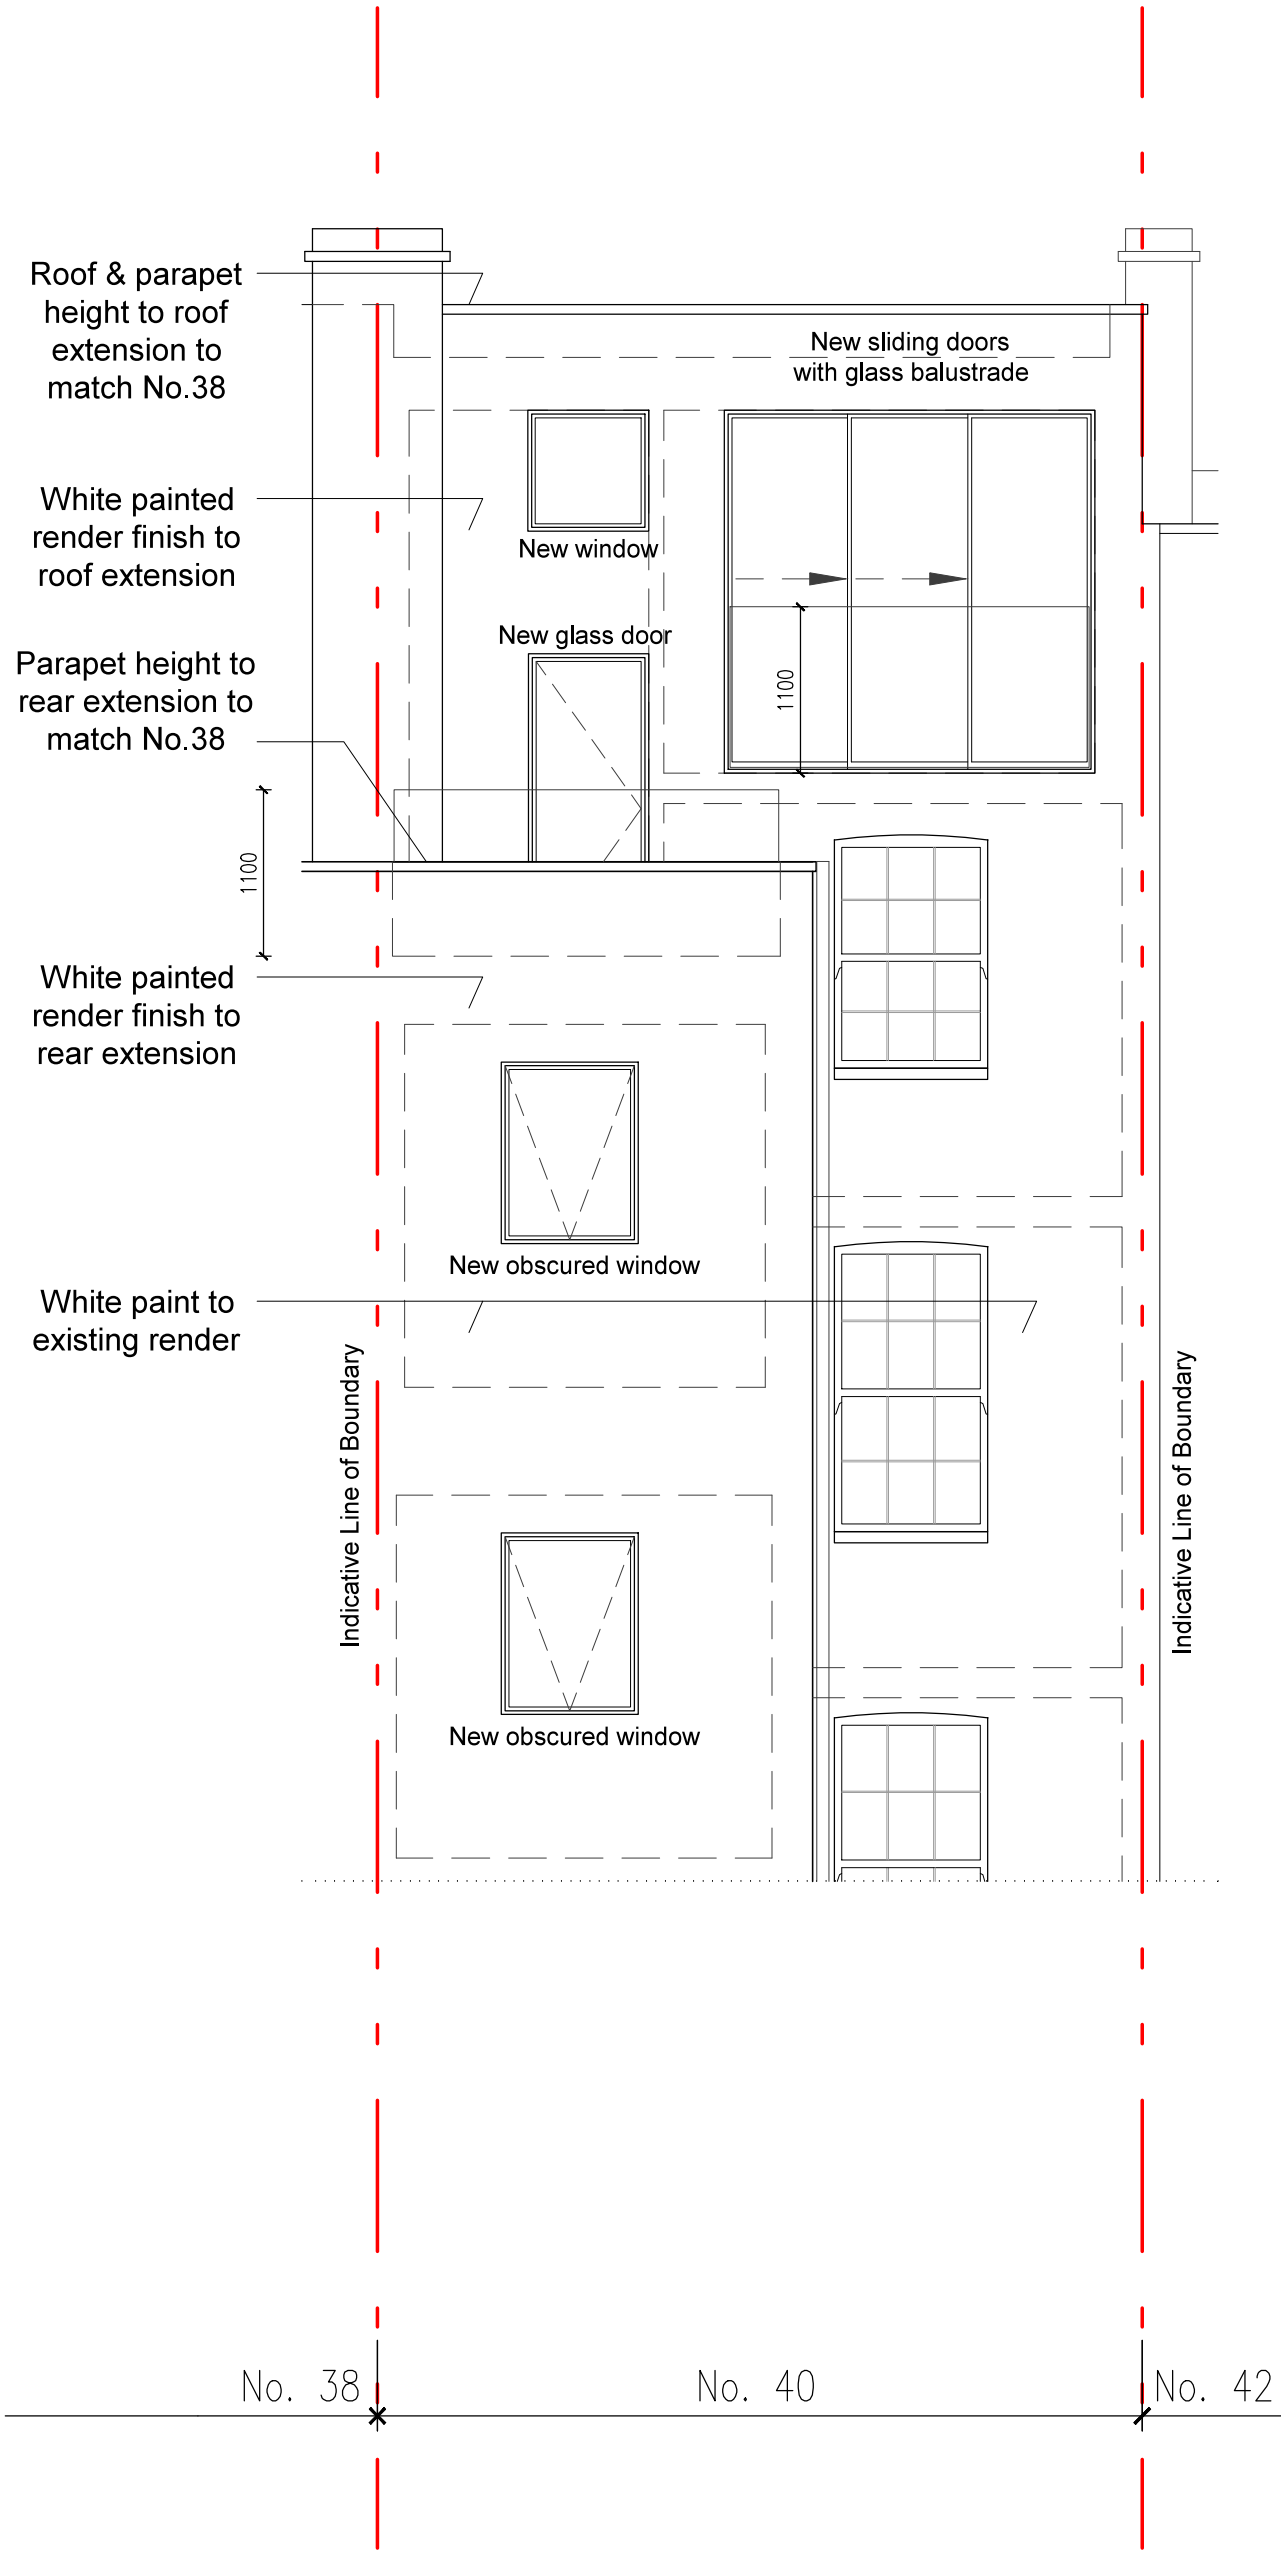 Roof & parapet
height to roof
extension to
match No.38
New sliding doors
with glass balustrade
White painted
render finish to
roof extension
New window
New glass door
Parapet height to
rear extension to
match No.38
1100
1100
White painted
render finish to
rear extension
New obscured window
White paint to
existing render
Indicative Line of Boundary
Indicative Line of Boundary
New obscured window
No. 38
No. 40
No. 42